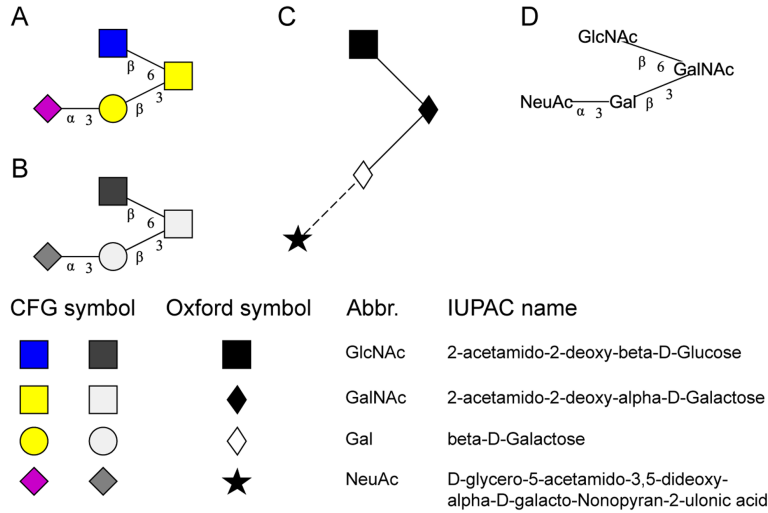 A
β 6
3
α 3 β
B
β 6
3
α 3 β
C
D
GlcNAc
β 6 GalNAc
3
NeuAc Gal β
α 3
CFG symbol Oxford symbol Abbr. IUPAC name
GlcNAc 2-acetamido-2-deoxy-beta-D-Glucose
GalNAc 2-acetamido-2-deoxy-alpha-D-Galactose
Gal beta-D-Galactose
NeuAc D-glycero-5-acetamido-3,5-dideoxy-
alpha-D-galacto-Nonopyran-2-ulonic acid